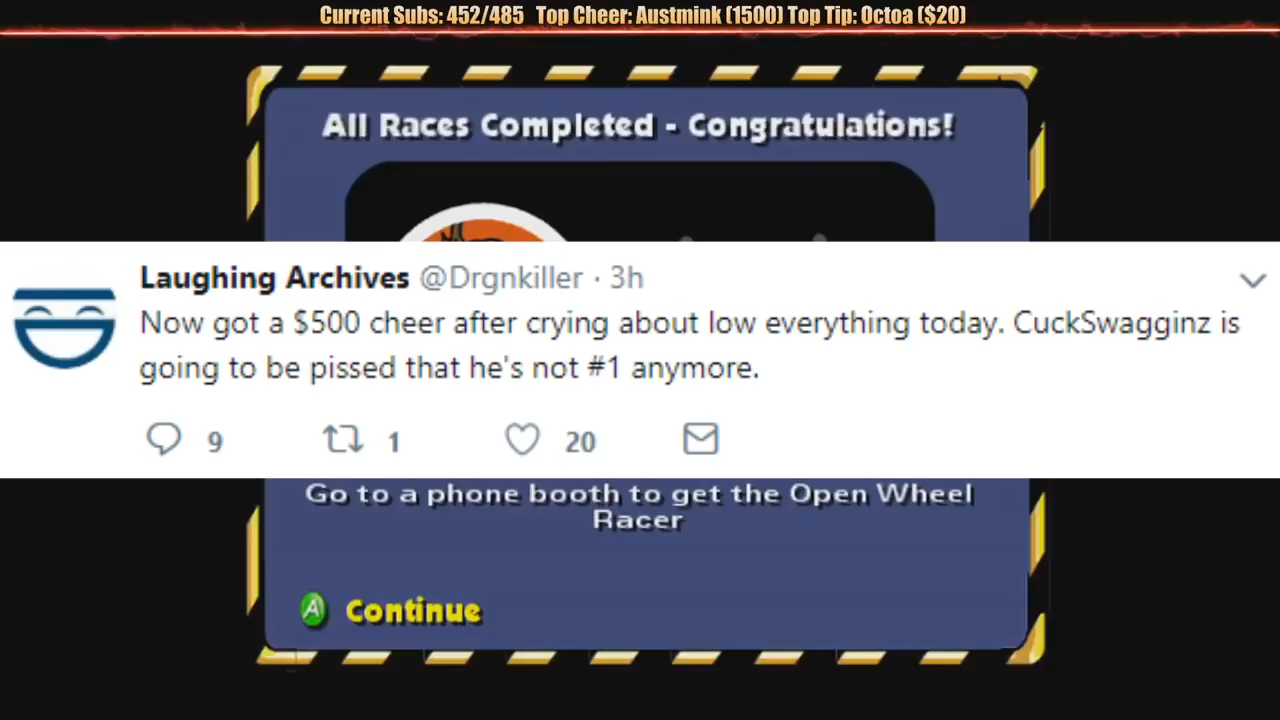 Current Subs: 452/485 Top Cheer: Austmink (1500) Top Tip: Octoa ($20)
All Races Completed - Congratulations!
Laughing Archives @Drgnkiller · 3h
Now got a $500 cheer after crying about low everything today. CuckSwagginz is
going to be pissed that he's not #1 anymore.
9 1 20
Go to a phone booth to get the Open Wheel
Racer
A Continue